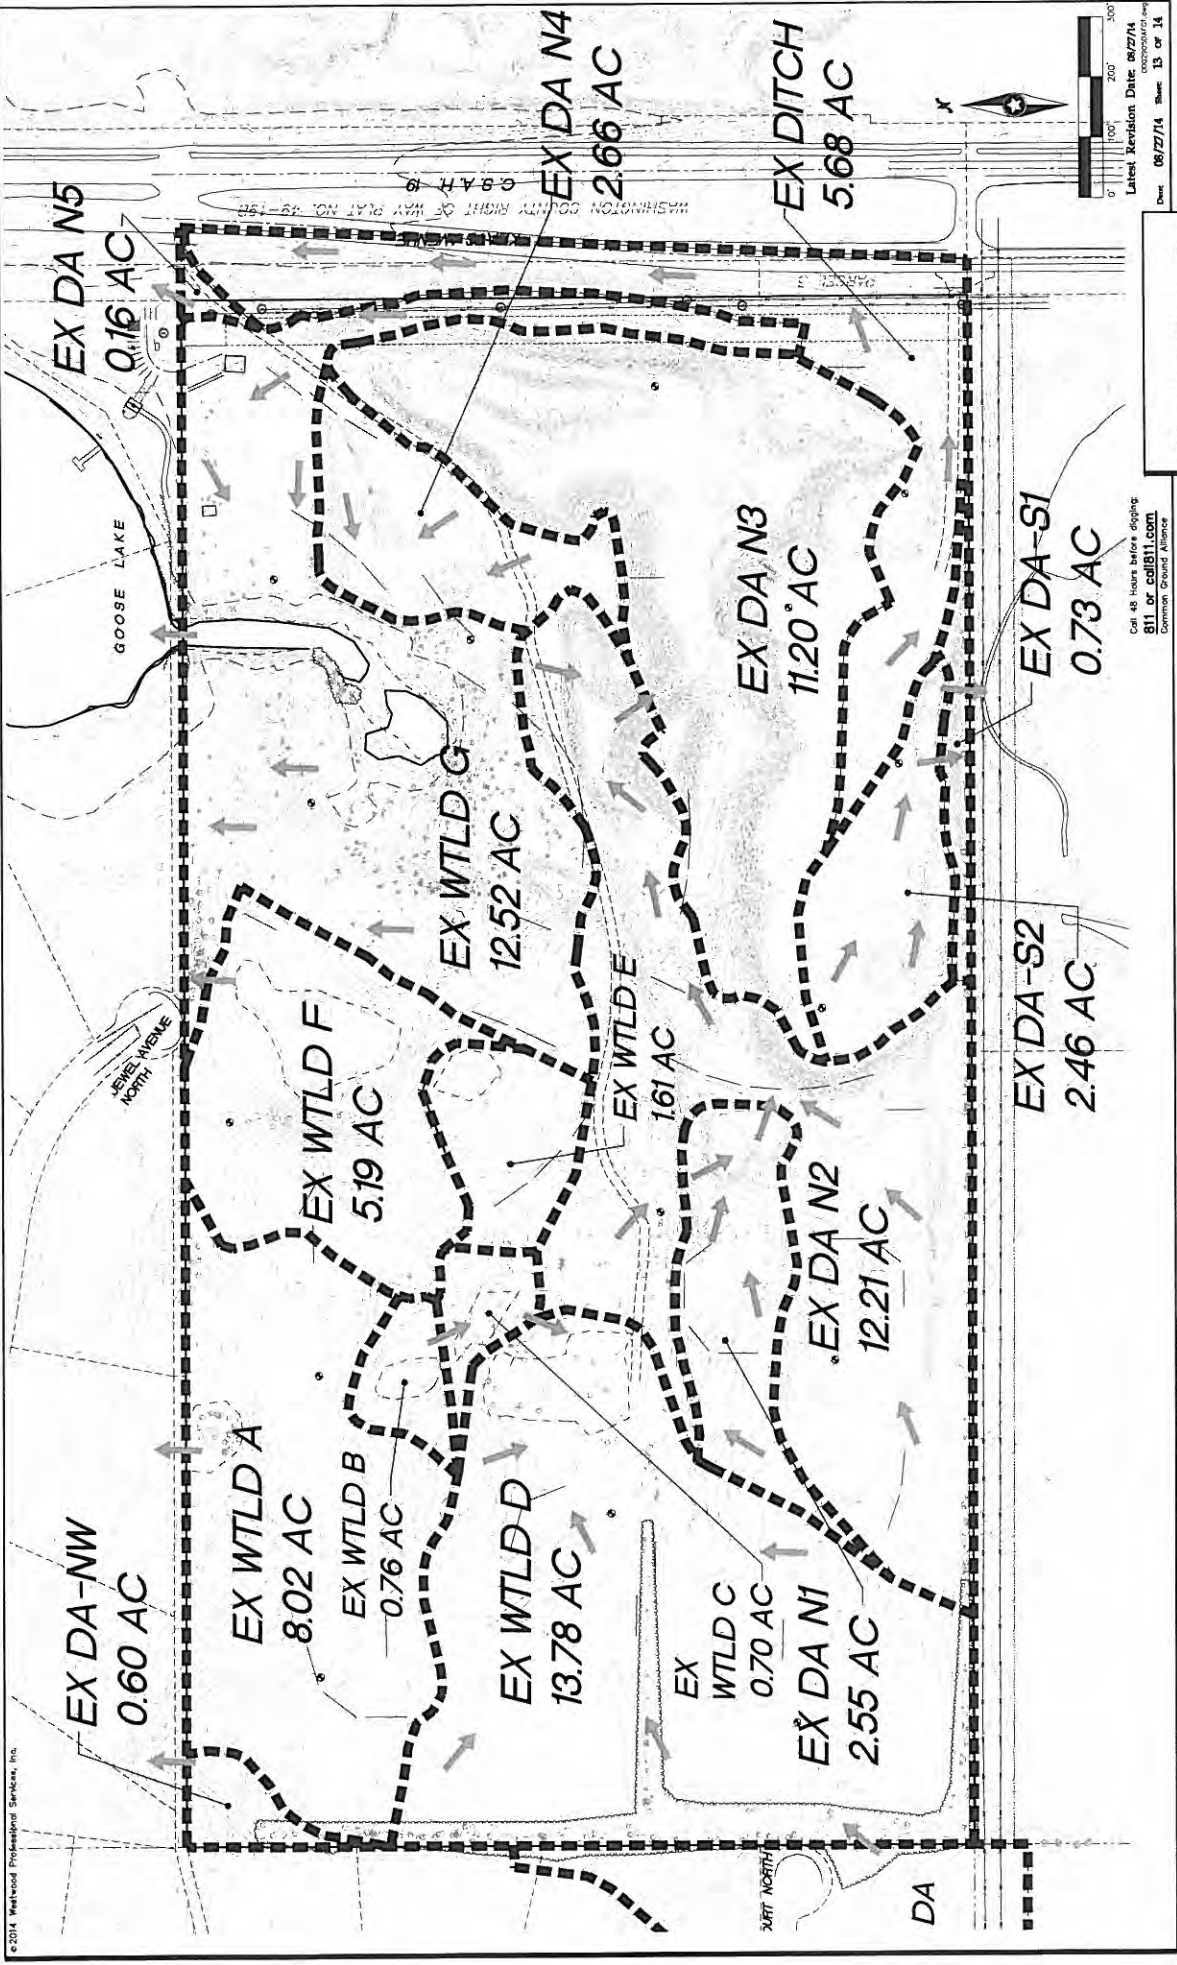 © 2014 Westwood Professional Services, Inc.
EX DA-NW
0.60 AC
EX WTLD A
8.02 AC
EX WTLD B
0.76 AC
EX WTLD D
13.78 AC
EX
WTLD C
0.70 AC
EX DA N1
2.55 AC
DA
JEWEL AVENUE
NORTH
EX WTLD F
5.19 AC
EX WTLD E
1.61 AC
EX DA N2
12.21 AC
GOOSE LAKE
EX WTLD G
12.52 AC
EX DA-S2
2.46 AC
EX DA N3
11.20 AC
EX DA-S1
0.73 AC
EX DA N5
0.16 AC
EX DA N4
2.66 AC
EX DITCH
5.68 AC
WASHINGTON COUNTY RIGHT OF WAY PLAT NO.
C.S.A.H. 19
N
0'
100'
200'
300'
Call 48 Hours before digging:
811 or call811.com
Common Ground Alliance
Latest Revision Date: 08/27/14
Date: 08/27/14 Sheet: 13 OF 14